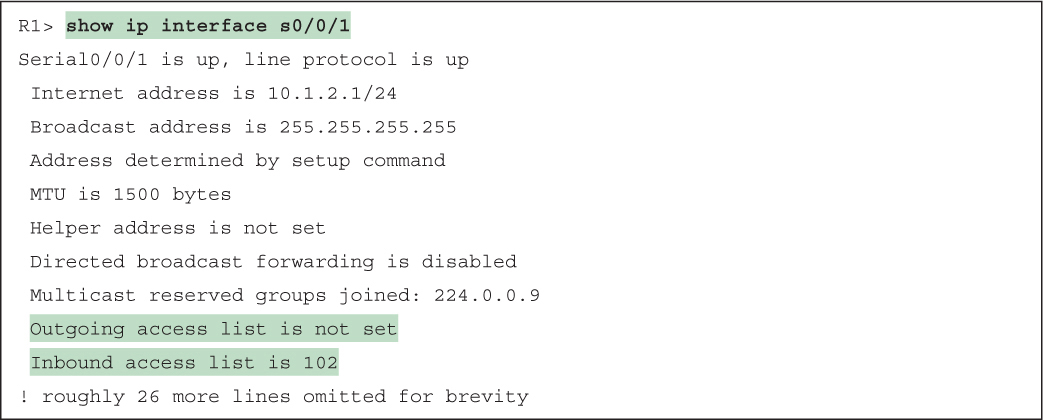 R1> show ip interface s0/0/1
Serial0/0/1 is up, line protocol is up
Internet address is 10.1.2.1/24
Broadcast address is 255.255.255.255
Address determined by setup command
MTU is 1500 bytes
Helper address is not set
Directed broadcast forwarding is disabled
Multicast reserved groups joined: 224.0.0.9
Outgoing access list is not set
Inbound access list is 102
! roughly 26 more lines omitted for brevity